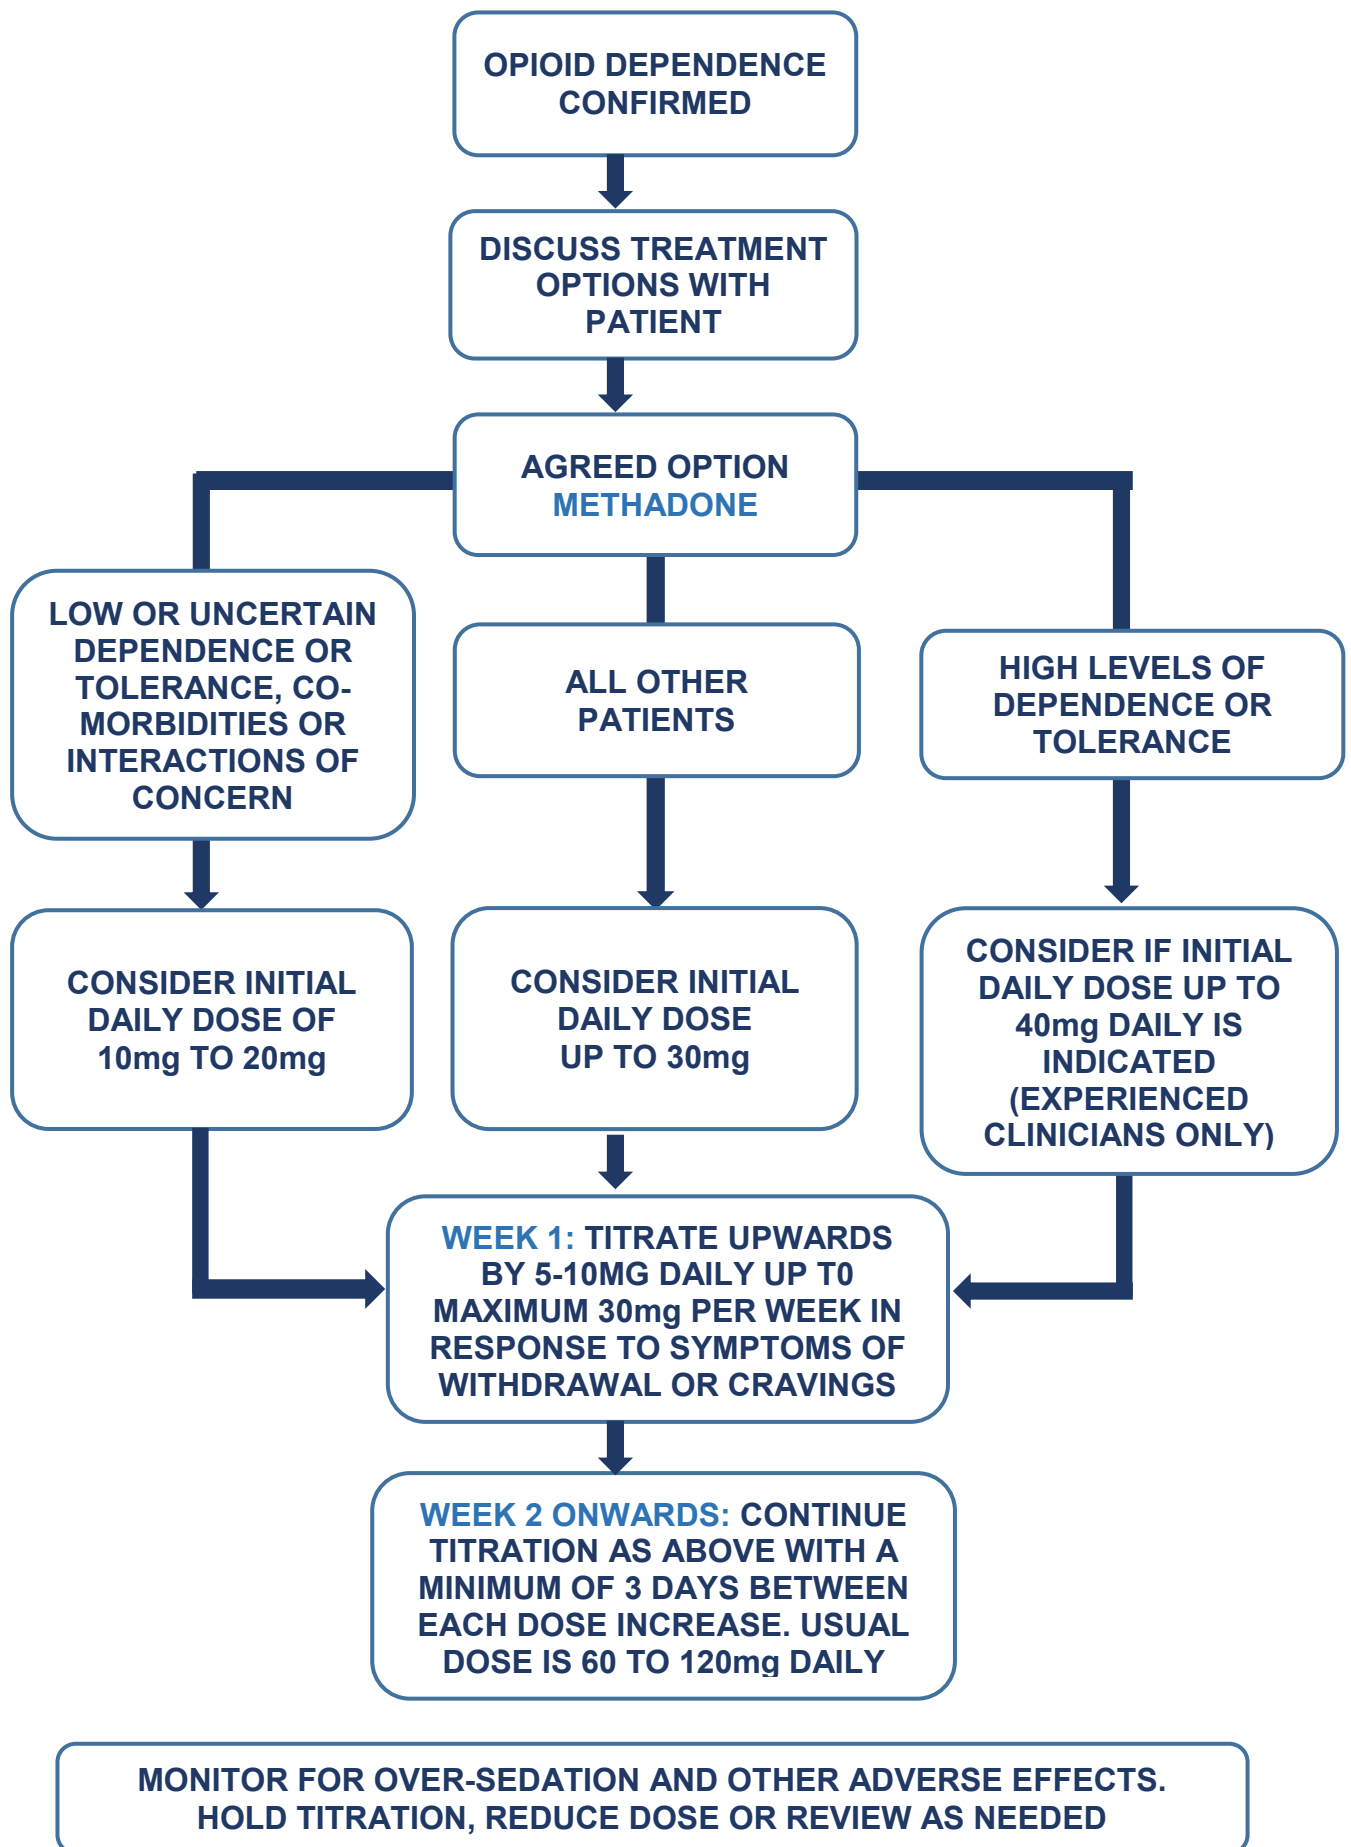 OPIOID DEPENDENCE
CONFIRMED
DISCUSS TREATMENT
OPTIONS WITH
PATIENT
AGREED OPTION
METHADONE
LOW OR UNCERTAIN
DEPENDENCE OR
TOLERANCE, CO-
MORBIDITIES OR
INTERACTIONS OF
CONCERN
ALL OTHER
PATIENTS
HIGH LEVELS OF
DEPENDENCE OR
TOLERANCE
CONSIDER INITIAL
DAILY DOSE OF
10mg TO 20mg
CONSIDER INITIAL
DAILY DOSE
UP TO 30mg
CONSIDER IF INITIAL
DAILY DOSE UP TO
40mg DAILY IS
INDICATED
(EXPERIENCED
CLINICIANS ONLY)
WEEK 1: TITRATE UPWARDS
BY 5-10MG DAILY UP T0
MAXIMUM 30mg PER WEEK IN
RESPONSE TO SYMPTOMS OF
WITHDRAWAL OR CRAVINGS
WEEK 2 ONWARDS: CONTINUE
TITRATION AS ABOVE WITH A
MINIMUM OF 3 DAYS BETWEEN
EACH DOSE INCREASE. USUAL
DOSE IS 60 TO 120mg DAILY
MONITOR FOR OVER-SEDATION AND OTHER ADVERSE EFFECTS.
HOLD TITRATION, REDUCE DOSE OR REVIEW AS NEEDED